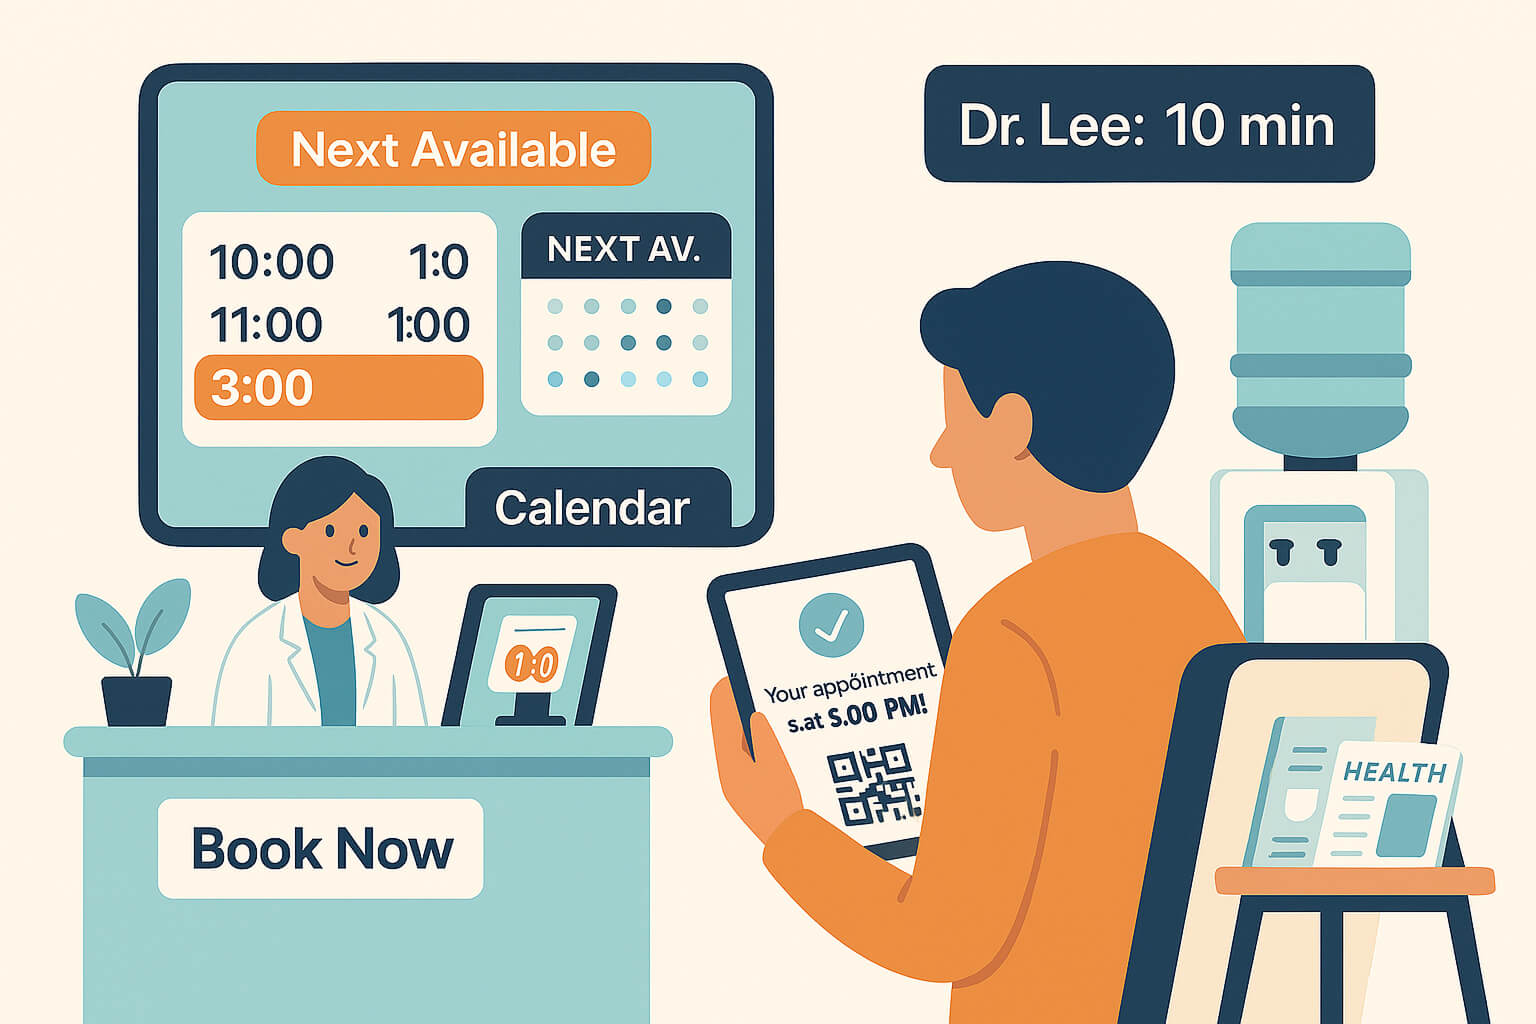 Next Available
10:00 1:0
11:00 1:00
3:00
NEXT AV.
Calendar
Dr. Lee: 10 min
1:0
Your appőintment
s.at S.00 PM!
Book Now
HEALTH